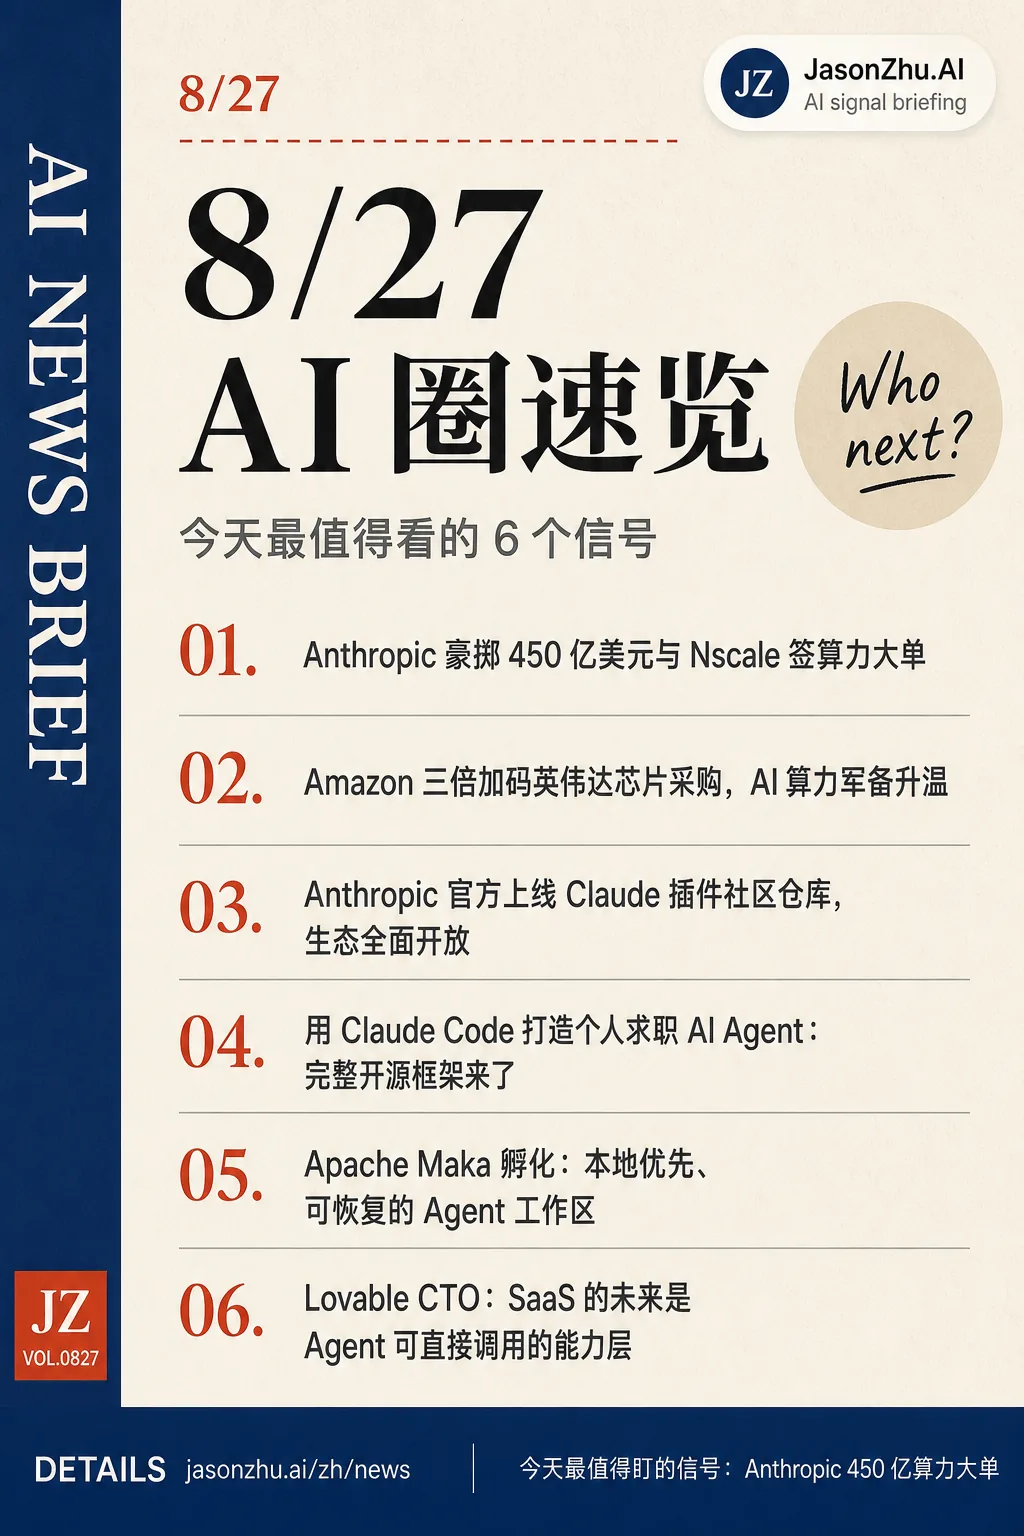 8/27
JZ
JasonZhu.AI
AI signal briefing
AI NEWS BRIEF
8/27
AI 圈速览
Who
next?
今天最值得看的 6 个信号
01.
Anthropic 豪掷 450 亿美元与 Nscale 签算力大单
02.
Amazon 三倍加码英伟达芯片采购，AI 算力军备升温
03.
Anthropic 官方上线 Claude 插件社区仓库，
生态全面开放
04.
用 Claude Code 打造个人求职 AI Agent：
完整开源框架来了
05.
Apache Maka 孵化：本地优先、
可恢复的 Agent 工作区
06.
Lovable CTO：SaaS 的未来是
Agent 可直接调用的能力层
JZ
VOL.0827
DETAILS jasonzhu.ai/zh/news
今天最值得盯的信号：Anthropic 450 亿算力大单